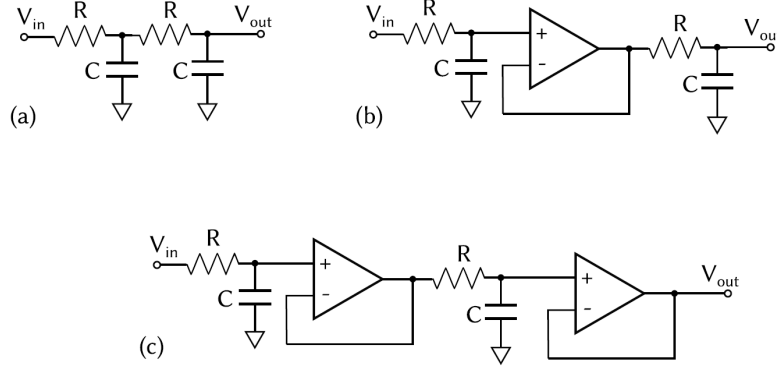 V_in R R V_out
C C
(a)
V_in R R V_ou
+
-
C C
(b)
V_in R R V_out
+ +
- -
C C
(c)